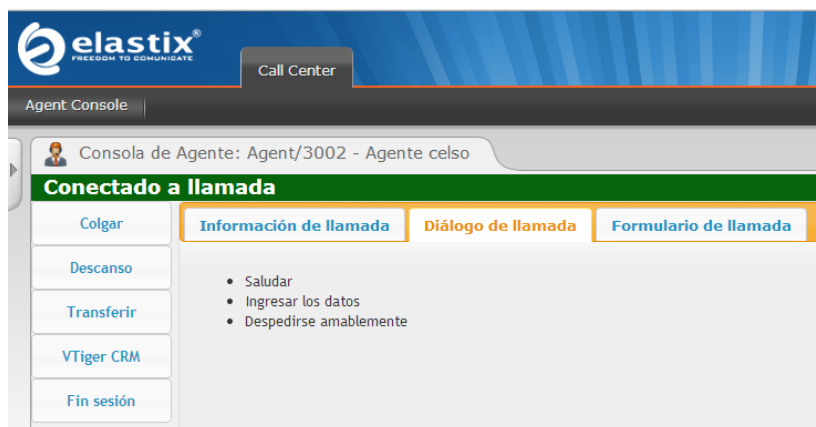 elastix®
FREEDOM TO COMUNICATE
Call Center
Agent Console
Consola de Agente: Agent/3002 - Agente celso
Conectado a llamada
Colgar
Descanso
Transferir
VTiger CRM
Fin sesión
Información de llamada Diálogo de llamada Formulario de llamada
• Saludar
• Ingresar los datos
• Despedirse amablemente